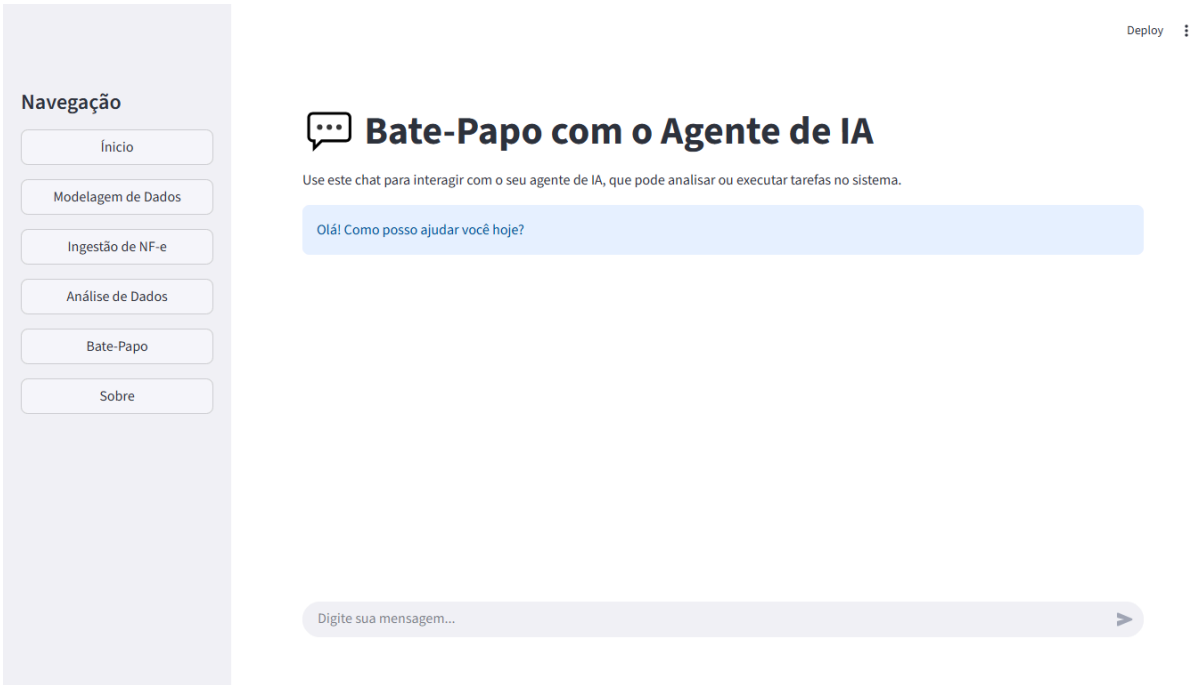 Deploy
Navegação
Ínicio
Modelagem de Dados
Ingestão de NF-e
Análise de Dados
Bate-Papo
Sobre
Bate-Papo com o Agente de IA
Use este chat para interagir com o seu agente de IA, que pode analisar ou executar tarefas no sistema.
Olá! Como posso ajudar você hoje?
Digite sua mensagem...